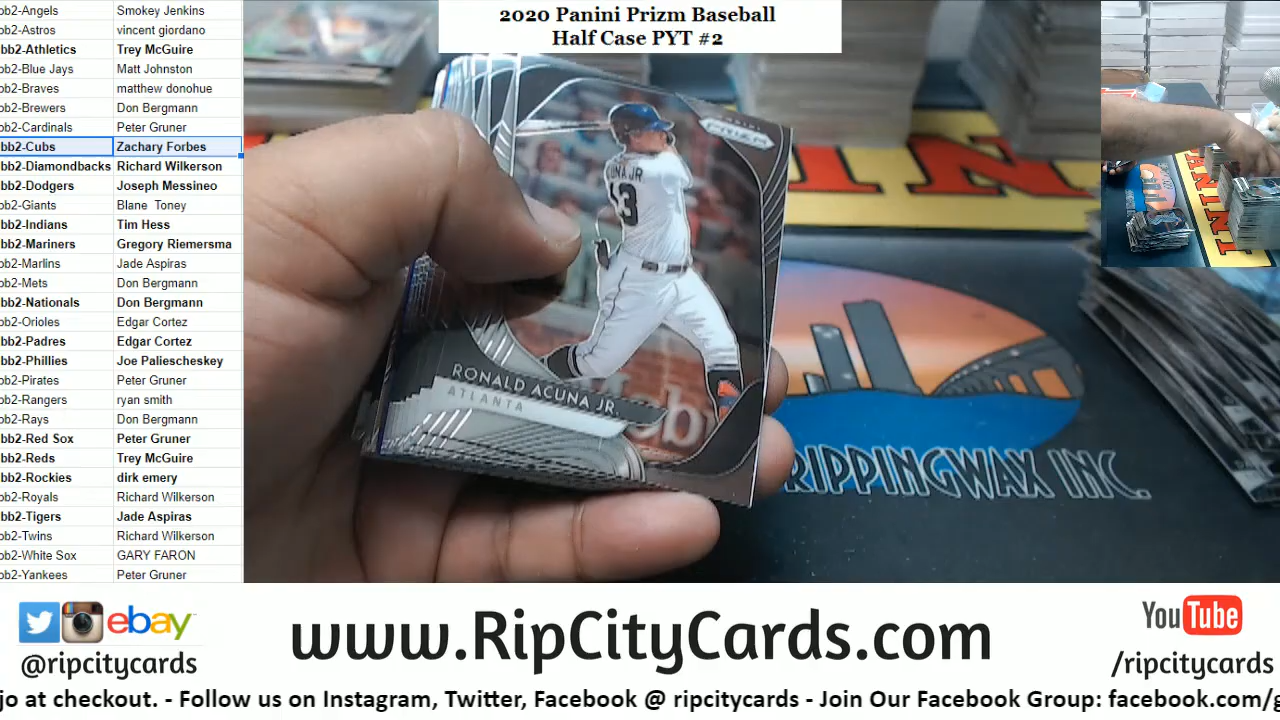 bb2-Angels Smokey Jenkins
bb2-Astros vincent giordano
bb2-Athletics Trey McGuire
bb2-Blue Jays Matt Johnston
bb2-Braves matthew donohue
bb2-Brewers Don Bergmann
bb2-Cardinals Peter Gruner
bb2-Cubs Zachary Forbes
bb2-Diamondbacks Richard Wilkerson
bb2-Dodgers Joseph Messineo
bb2-Giants Blane Toney
bb2-Indians Tim Hess
bb2-Mariners Gregory Riemersma
bb2-Marlins Jade Aspiras
bb2-Mets Don Bergmann
bb2-Nationals Don Bergmann
bb2-Orioles Edgar Cortez
bb2-Padres Edgar Cortez
bb2-Phillies Joe Paliescheskey
bb2-Pirates Peter Gruner
bb2-Rangers ryan smith
bb2-Rays Don Bergmann
bb2-Red Sox Peter Gruner
bb2-Reds Trey McGuire
bb2-Rockies dirk emery
bb2-Royals Richard Wilkerson
bb2-Tigers Jade Aspiras
bb2-Twins Richard Wilkerson
bb2-White Sox GARY FARON
bb2-Yankees Peter Gruner
2020 Panini Prizm Baseball
Half Case PYT #2
PANINI
PRIZM
UNA JR
13
RONALD ACUNA JR.
ATLANTA
RIPPINGWAX INC.
ebay
@ripcitycards
www.RipCityCards.com
YouTube
/ripcitycards
jo at checkout. - Follow us on Instagram, Twitter, Facebook @ ripcitycards - Join Our Facebook Group: facebook.com/g